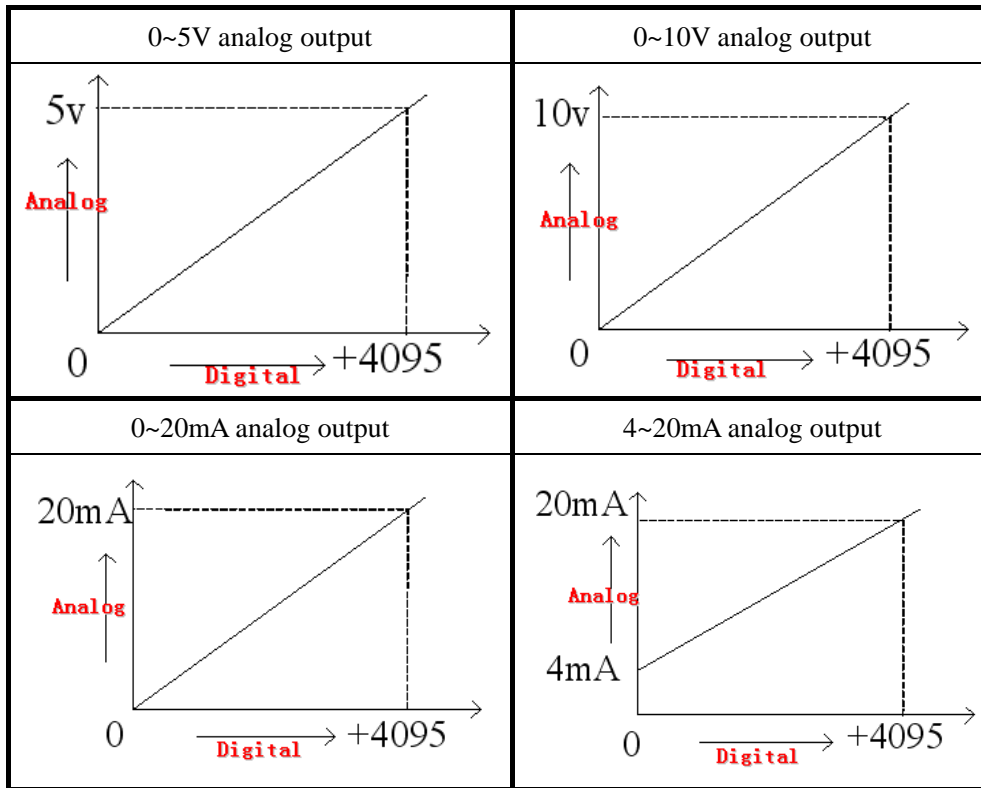 0~5V analog output
0~10V analog output
5v
Analog
0
Digital
+4095
10v
Analog
0
Digital
+4095
0~20mA analog output
4~20mA analog output
20mA
Analog
0
Digital
+4095
20mA
Analog
4mA
0
Digital
+4095